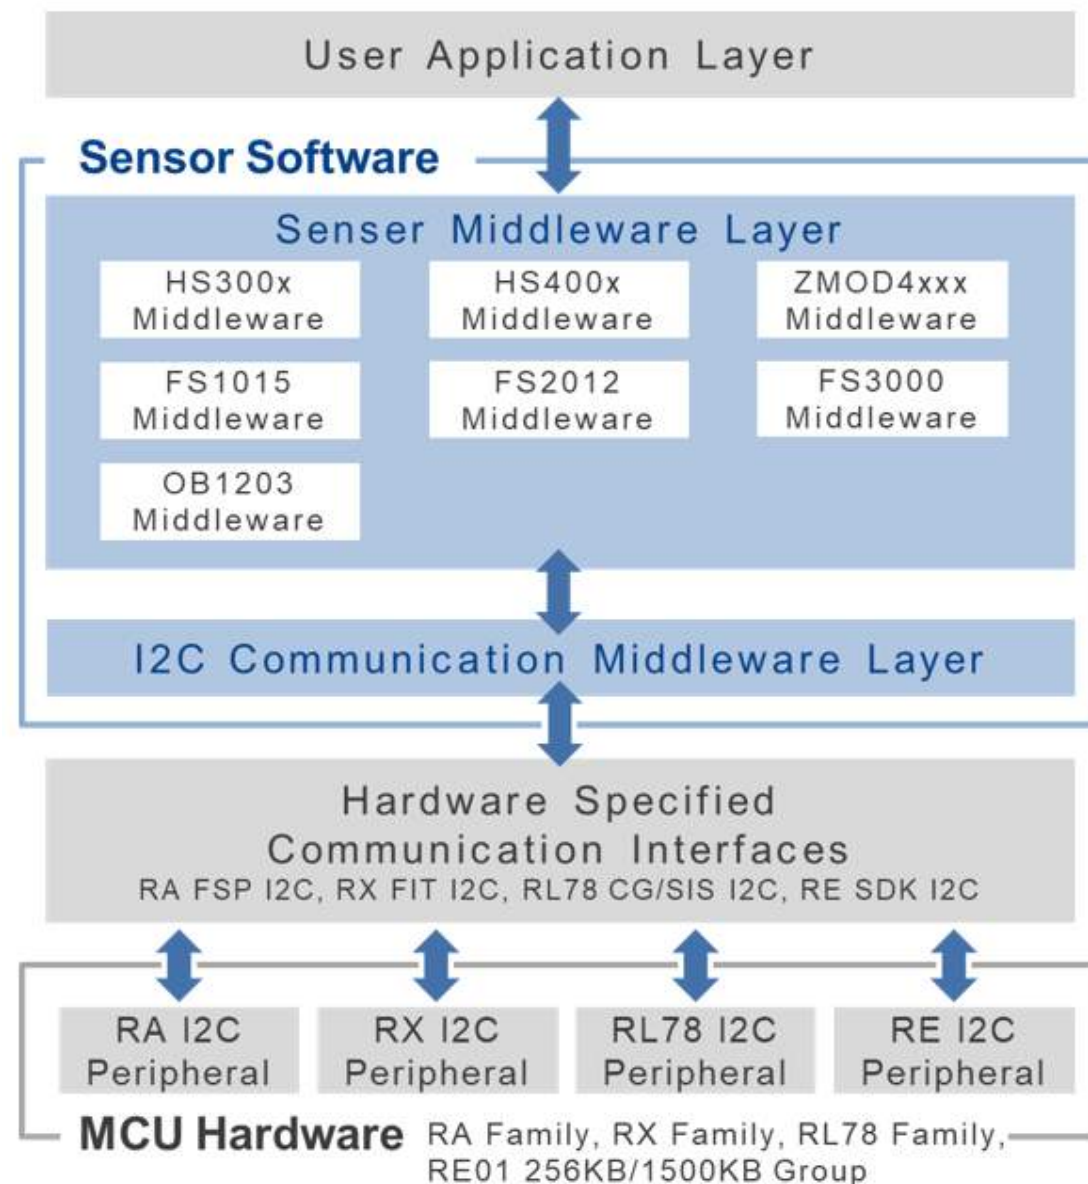 User Application Layer
Sensor Software
Senser Middleware Layer
HS300x
Middleware
HS400x
Middleware
ZMOD4xxx
Middleware
FS1015
Middleware
FS2012
Middleware
FS3000
Middleware
OB1203
Middleware
I2C Communication Middleware Layer
Hardware Specified
Communication Interfaces
RA FSP I2C, RX FIT I2C, RL78 CG/SIS I2C, RE SDK I2C
RA I2C
Peripheral
RX I2C
Peripheral
RL78 I2C
Peripheral
RE I2C
Peripheral
MCU Hardware RA Family, RX Family, RL78 Family,
RE01 256KB/1500KB Group